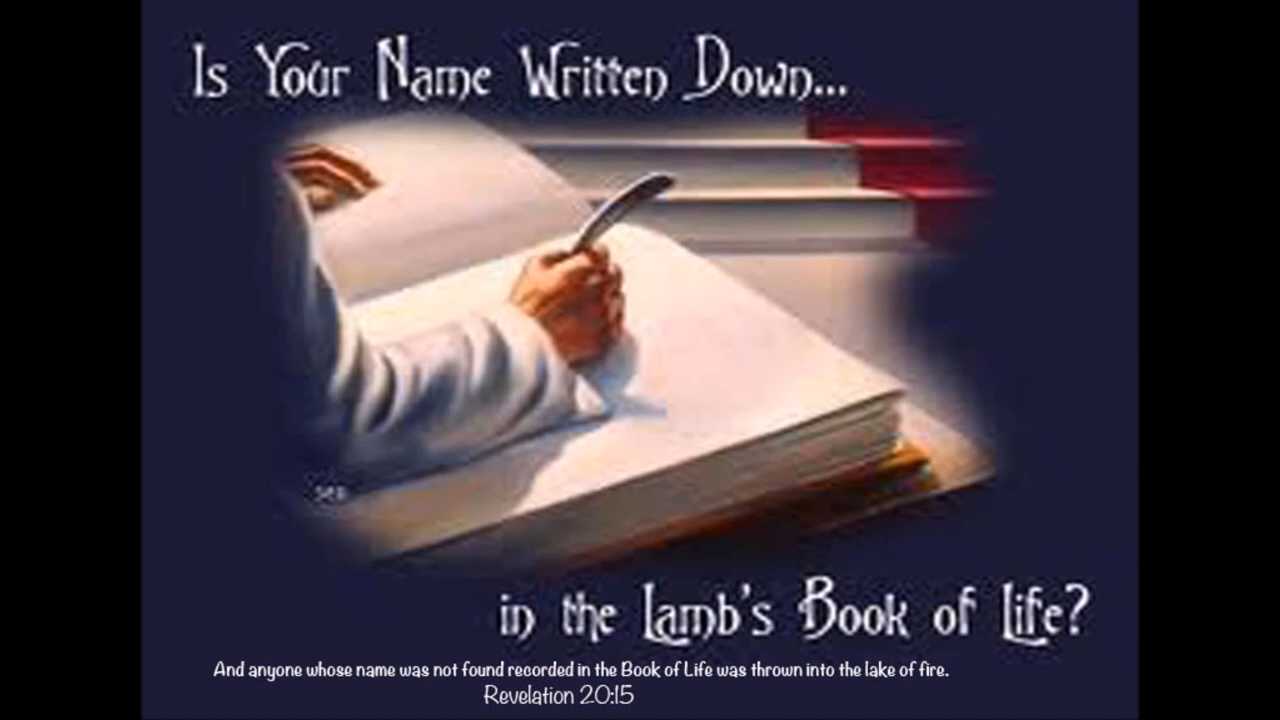 Is Your Name Written Down...
in the Lamb's Book of Life?
And anyone whose name was not found recorded in the Book of Life was thrown into the lake of fire.
Revelation 20:15